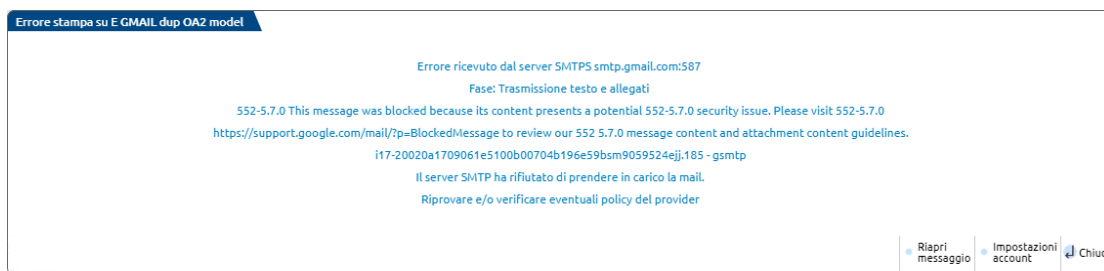 Errore stampa su E GMAIL dup OA2 model
Errore ricevuto dal server SMTPS smtp.gmail.com:587
Fase: Trasmissione testo e allegati
552-5.7.0 This message was blocked because its content presents a potential 552-5.7.0 security issue. Please visit 552-5.7.0
https://support.google.com/mail/?p=BlockedMessage to review our 552 5.7.0 message content and attachment content guidelines.
i17-20020a1709061e5100b00704b196e59bsm9059524ejj.185 - gsmtp
Il server SMTP ha rifiutato di prendere in carico la mail.
Riprovare e/o verificare eventuali policy del provider
Riapri
messaggio
Impostazioni
account
Chiud